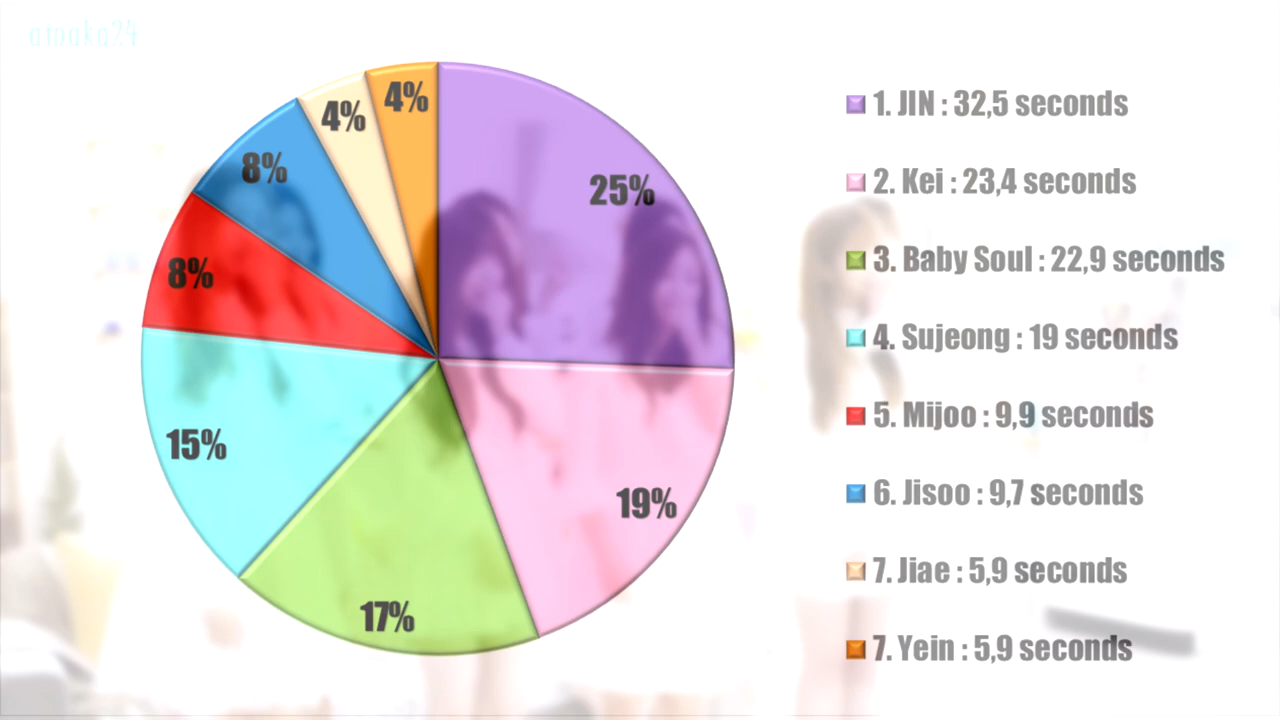 atpaka24
4%
4%
8%
25%
8%
15%
19%
17%
1. JIN : 32,5 seconds
2. Kei : 23,4 seconds
3. Baby Soul : 22,9 seconds
4. Sujeong : 19 seconds
5. Mijoo : 9,9 seconds
6. Jisoo : 9,7 seconds
7. Jiae : 5,9 seconds
7. Yein : 5,9 seconds